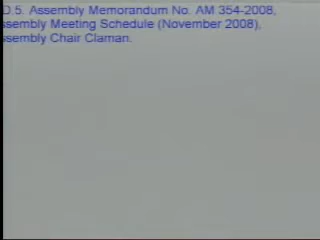 D.5. Assembly Memorandum No. AM 354-2008,
ssembly Meeting Schedule (November 2008),
ssembly Chair Claman.